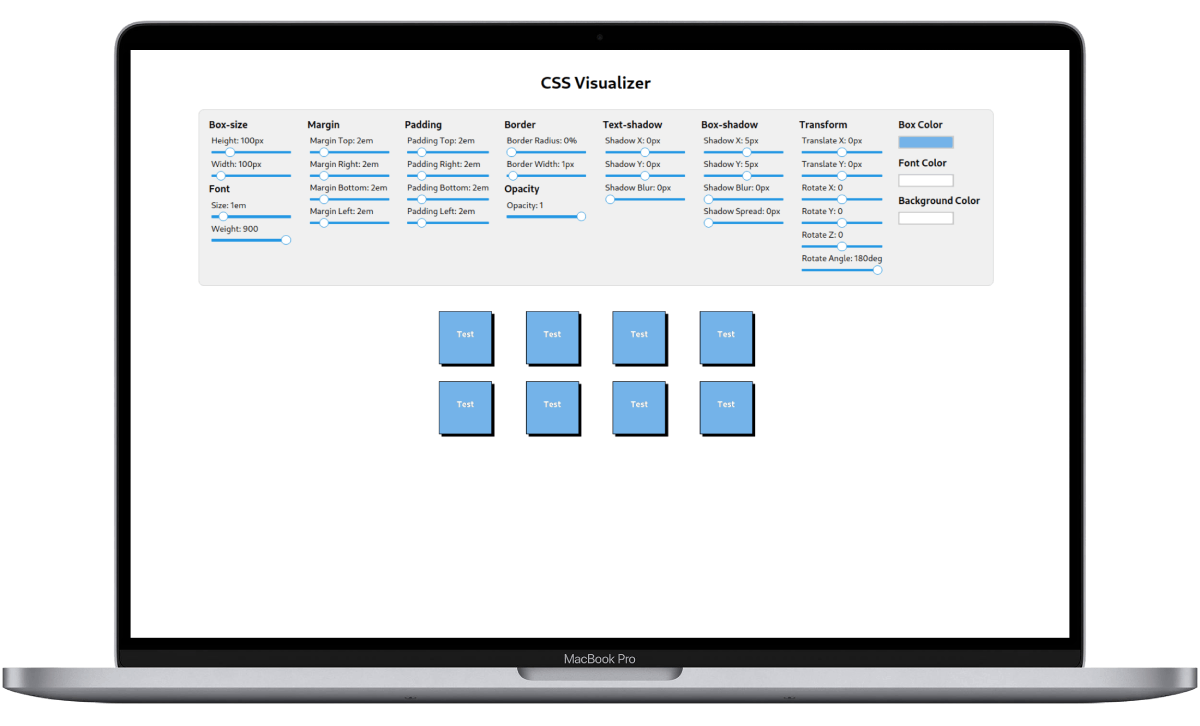 CSS Visualizer
Box-size
Height: 100px
Width: 100px
Font
Size: 1em
Weight: 900
Margin
Margin Top: 2em
Margin Right: 2em
Margin Bottom: 2em
Margin Left: 2em
Padding
Padding Top: 2em
Padding Right: 2em
Padding Bottom: 2em
Padding Left: 2em
Border
Border Radius: 0%
Border Width: 1px
Opacity
Opacity: 1
Text-shadow
Shadow X: 0px
Shadow Y: 0px
Shadow Blur: 0px
Box-shadow
Shadow X: 5px
Shadow Y: 5px
Shadow Blur: 0px
Shadow Spread: 0px
Transform
Translate X: 0px
Translate Y: 0px
Rotate X: 0
Rotate Y: 0
Rotate Z: 0
Rotate Angle: 180deg
Box Color
Font Color
Background Color
Test Test Test Test
Test Test Test Test
MacBook Pro